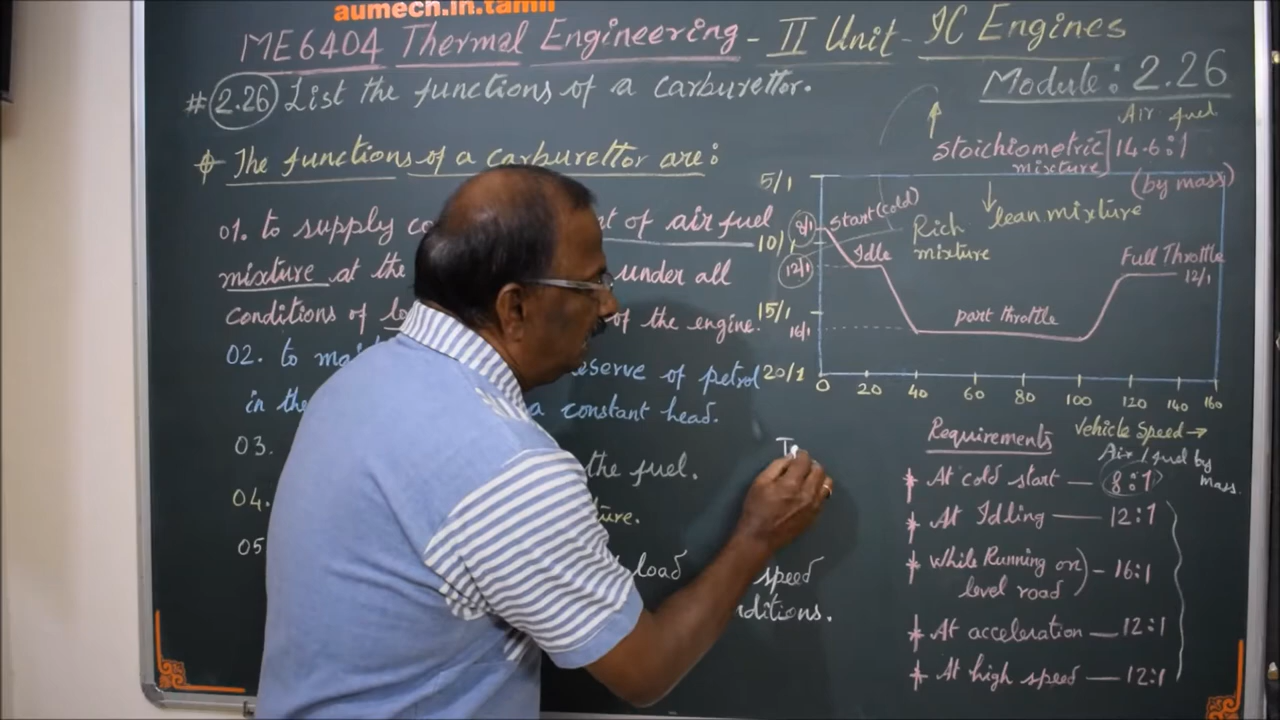 aumech.in.tamil
ME6404 Thermal Engineering - II Unit - IC Engines
# 2.26 List the functions of a carburettor.
Module: 2.26
The functions of a carburettor are:
01. to supply of air fuel
mixture at the under all
conditions of of the engine.
02. to of petrol
in the a constant head.
03. the fuel.
04.
05 load speed
Air fuel
Stoichiometric mixture] 14.6:1
(by mass)
5/1
8/1
10/1
12/1
15/1
16/1
20/1
Start (cold)
Idle
Rich mixture
lean mixture
part throttle
Full Throttle
12/1
0 20 40 60 80 100 120 140 160
Vehicle Speed →
Requirements
Air / fuel by mass.
* At cold start — 8:1
* At Idling — 12:1
* While Running on level road) - 16:1
* At acceleration — 12:1
* At high speed — 12:1